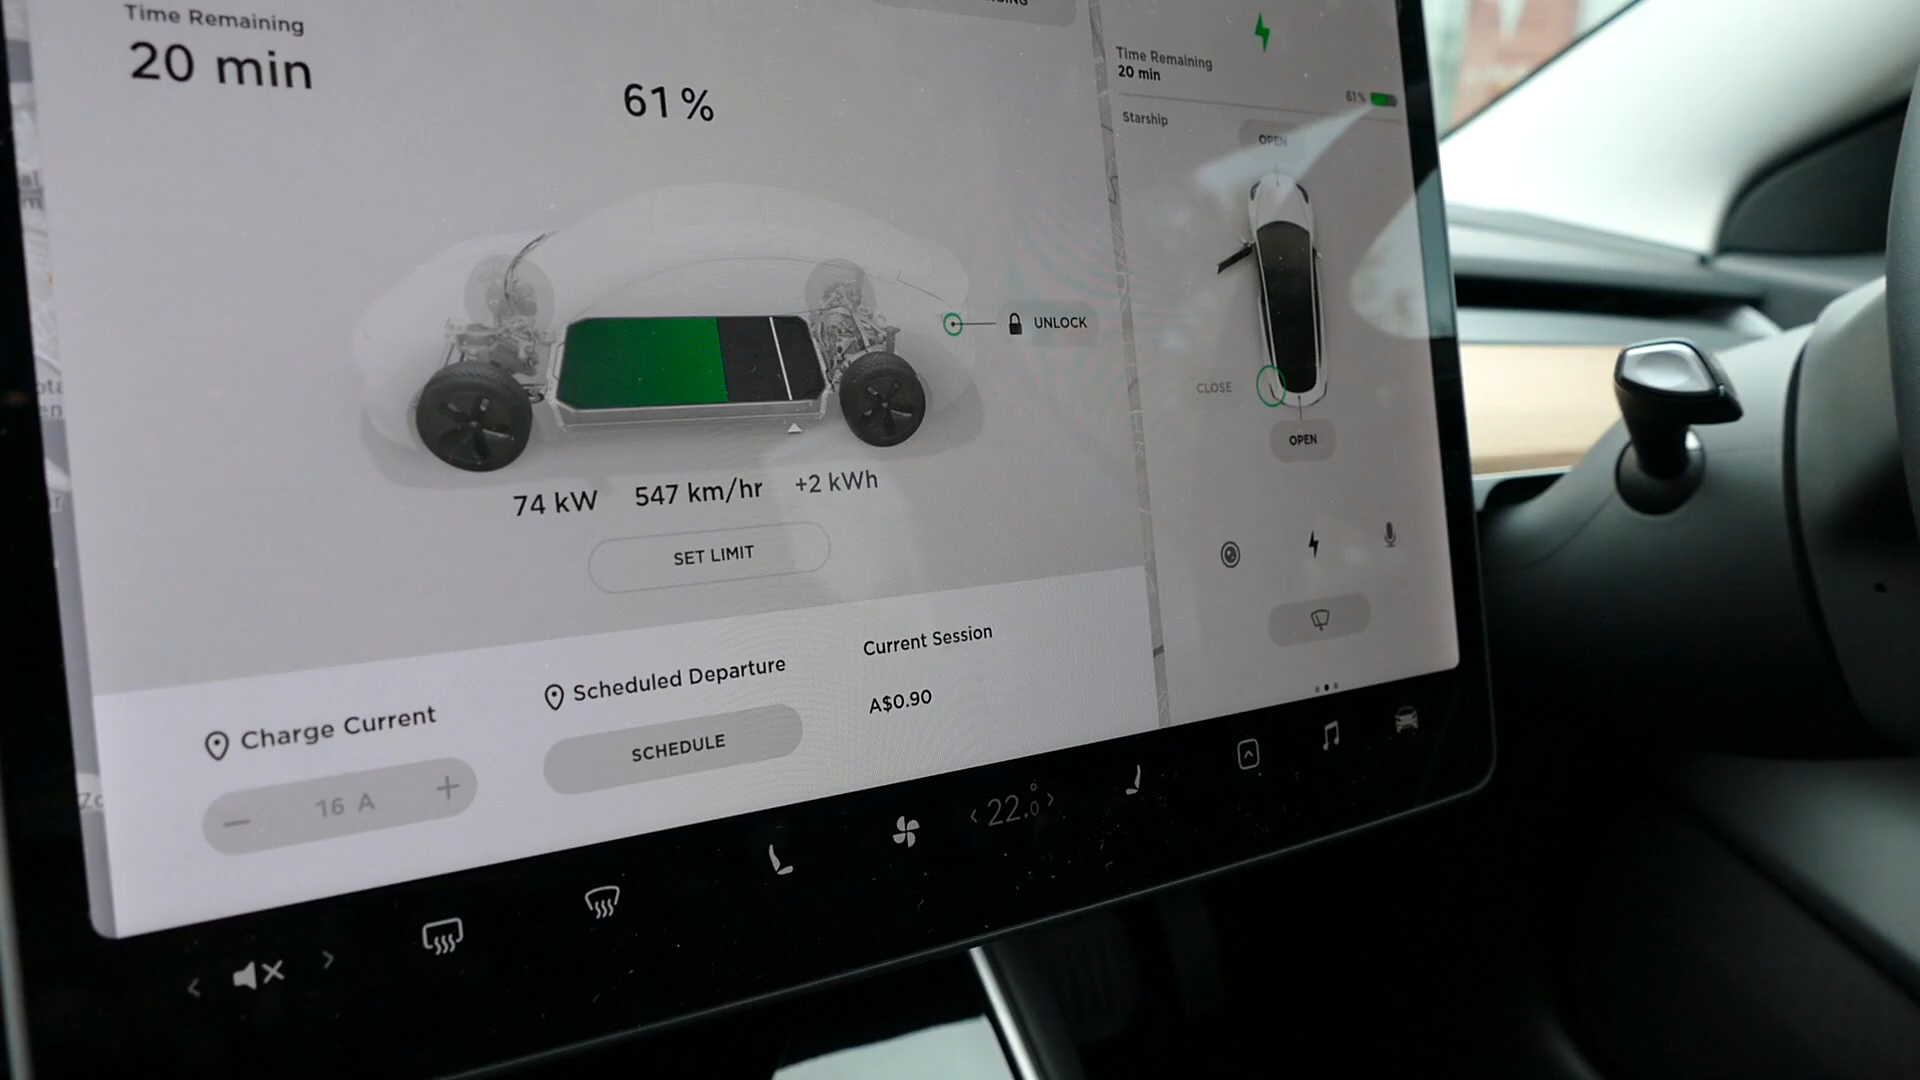 Time Remaining
20 min
61%
UNLOCK
74 kW 547 km/hr +2 kWh
SET LIMIT
Charge Current
16 A
Scheduled Departure
SCHEDULE
Current Session
A$0.90
Time Remaining
20 min
61%
Starship
OPEN
CLOSE
OPEN
22.0°